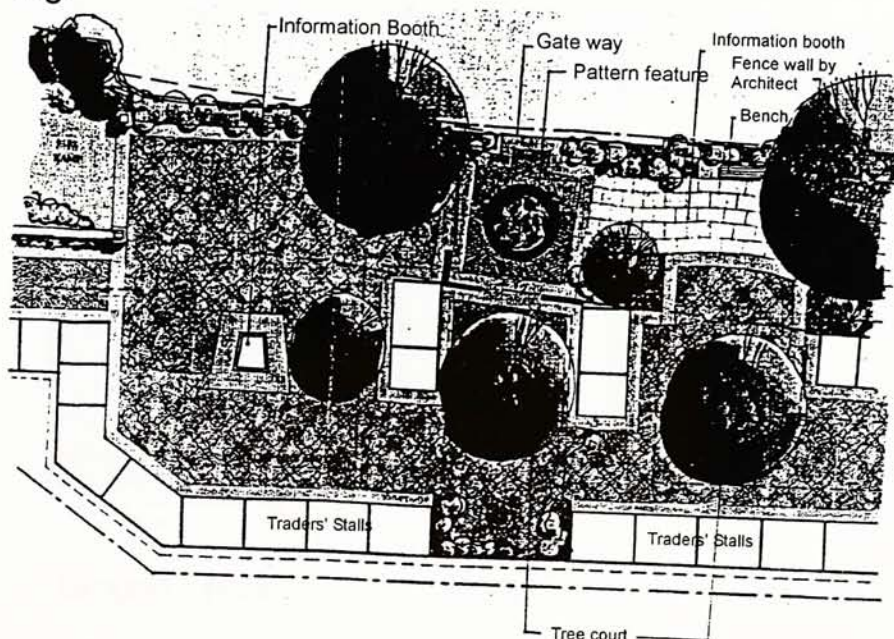 Information Booth
Gate way
Information booth
Pattern feature
Fence wall by
Architect
Bench
Traders' Stalls
Traders' Stalls
Tree court